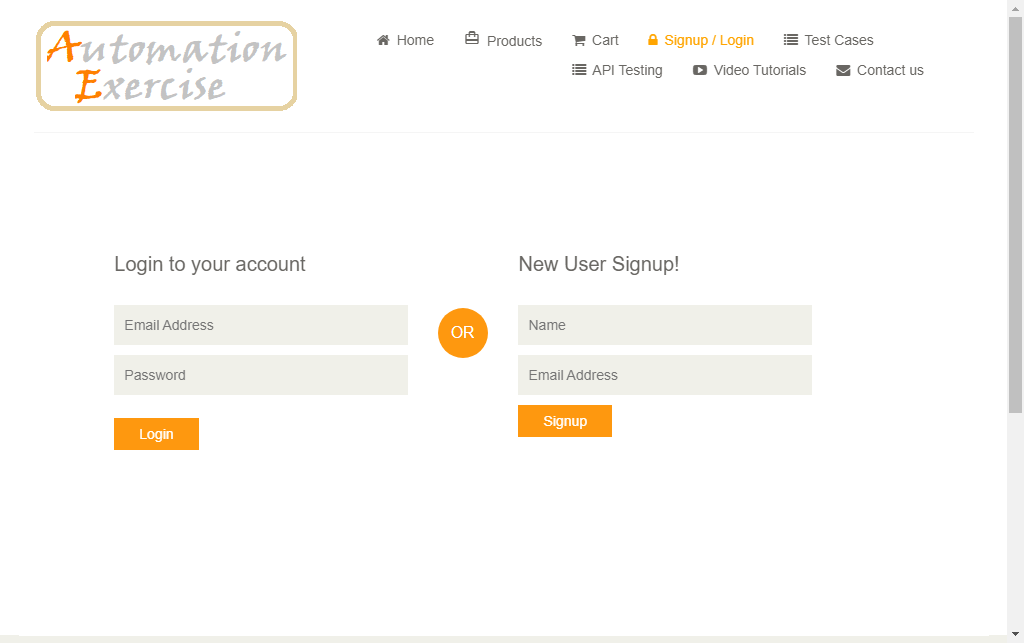 Automation
Exercise
Home
Products
Cart
Signup / Login
Test Cases
API Testing
Video Tutorials
Contact us
Login to your account
Email Address
Password
Login
OR
New User Signup!
Name
Email Address
Signup